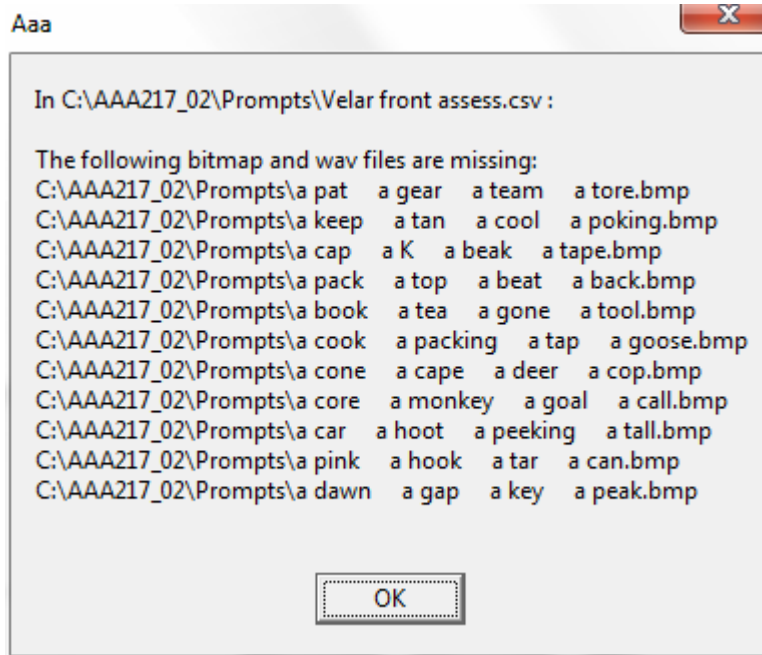 Aaa
In C:\AAA217_02\Prompts\Velar front assess.csv :
The following bitmap and wav files are missing:
C:\AAA217_02\Prompts\a pat    a gear    a team    a tore.bmp
C:\AAA217_02\Prompts\a keep    a tan    a cool    a poking.bmp
C:\AAA217_02\Prompts\a cap    a K    a beak    a tape.bmp
C:\AAA217_02\Prompts\a pack    a top    a beat    a back.bmp
C:\AAA217_02\Prompts\a book    a tea    a gone    a tool.bmp
C:\AAA217_02\Prompts\a cook    a packing    a tap    a goose.bmp
C:\AAA217_02\Prompts\a cone    a cape    a deer    a cop.bmp
C:\AAA217_02\Prompts\a core    a monkey    a goal    a call.bmp
C:\AAA217_02\Prompts\a car    a hoot    a peeking    a tall.bmp
C:\AAA217_02\Prompts\a pink    a hook    a tar    a can.bmp
C:\AAA217_02\Prompts\a dawn    a gap    a key    a peak.bmp
OK